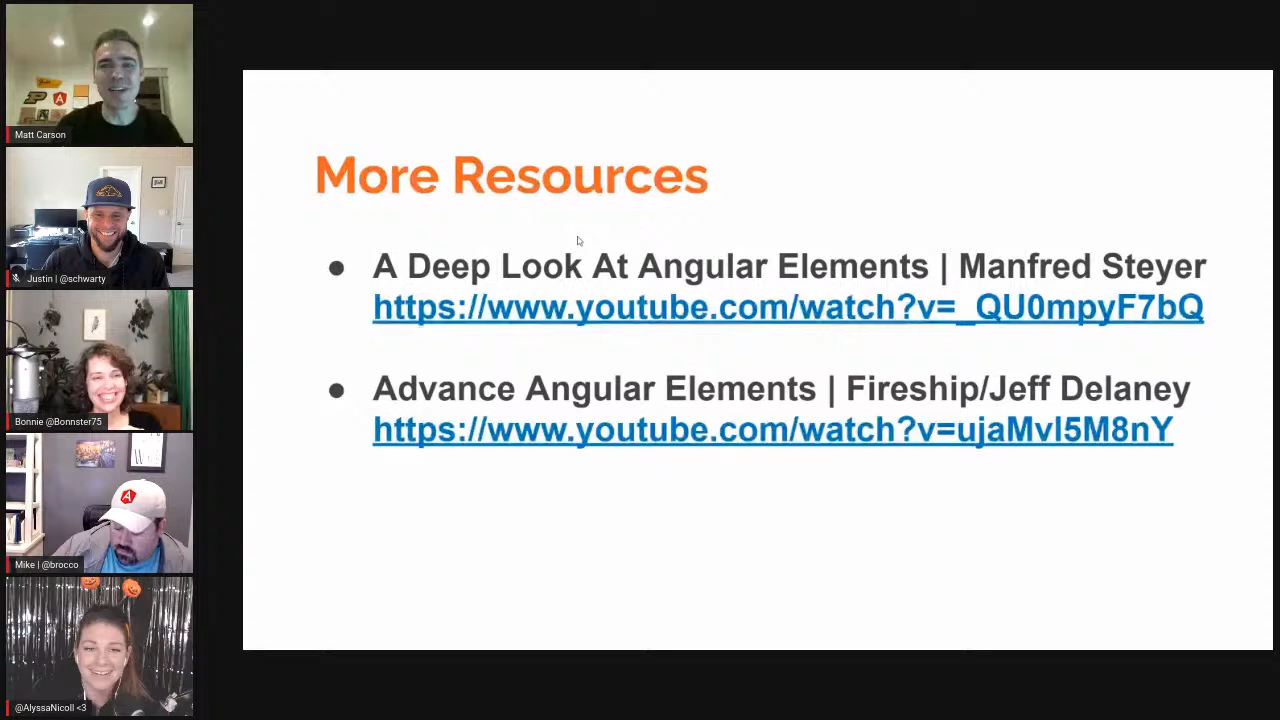 Matt Carson
Justin | @schwarty
Bonnie @Bonnster75
Mike | @brocco
@AlyssaNicoll <3
More Resources
● A Deep Look At Angular Elements | Manfred Steyer
https://www.youtube.com/watch?v=_QU0mpyF7bQ
● Advance Angular Elements | Fireship/Jeff Delaney
https://www.youtube.com/watch?v=ujaMvl5M8nY